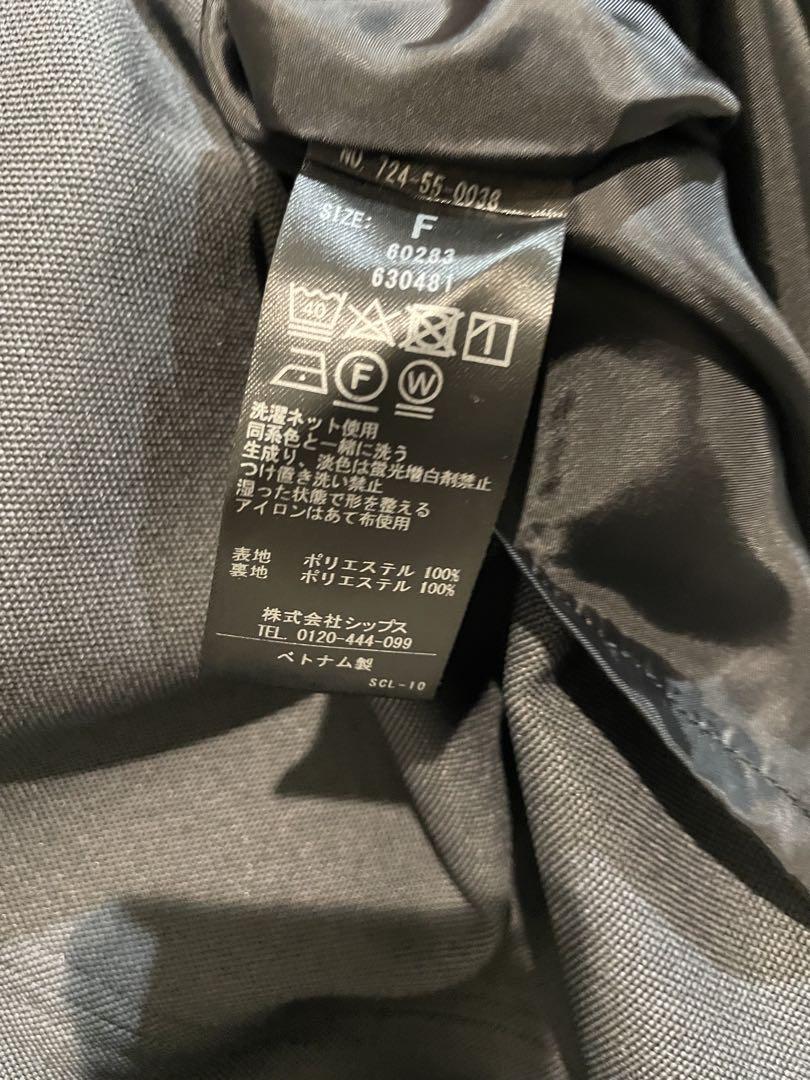 NO. 724-55-0038
SIZE: F
60283
630481
40
F W
洗濯ネット使用
同系色と一緒に洗う
生成り、淡色は蛍光増白剤禁止
つけ置き洗い禁止
湿った状態で形を整える
アイロンはあて布使用
表地 ポリエステル 100%
裏地 ポリエステル 100%
株式会社シップス
TEL. 0120-444-099
ベトナム製
SCL-10